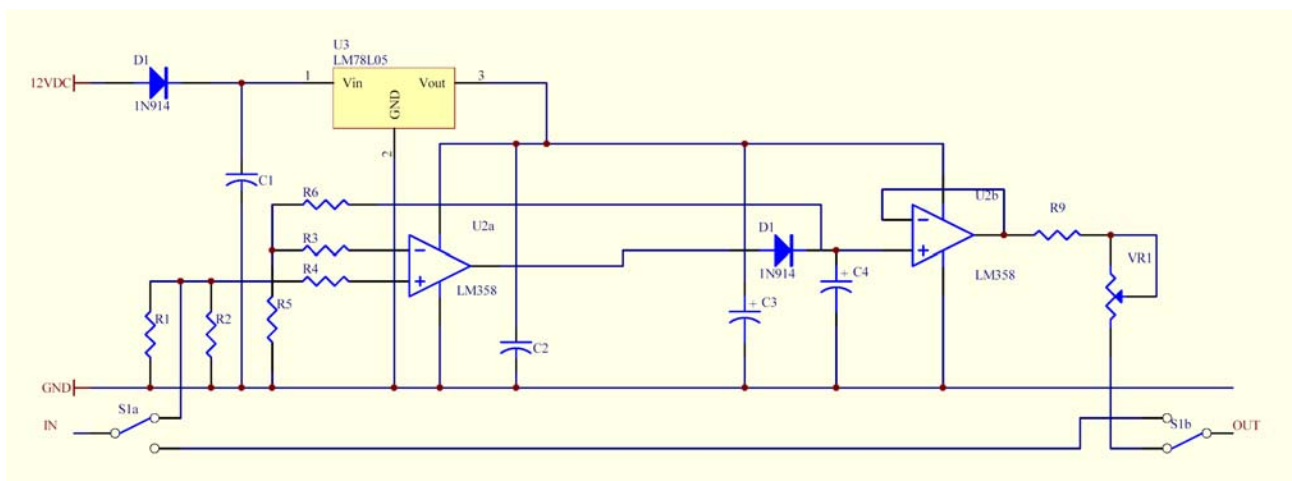 U3
LM78L05
D1
12VDC
1
Vin
Vout
3
1N914
GND
2
C1
R6
U2a
U2b
R9
R3
D1
R4
VR1
LM358
1N914
C4
LM358
R1
R2
R5
C3
C2
GND
S1a
IN
S1b
OUT